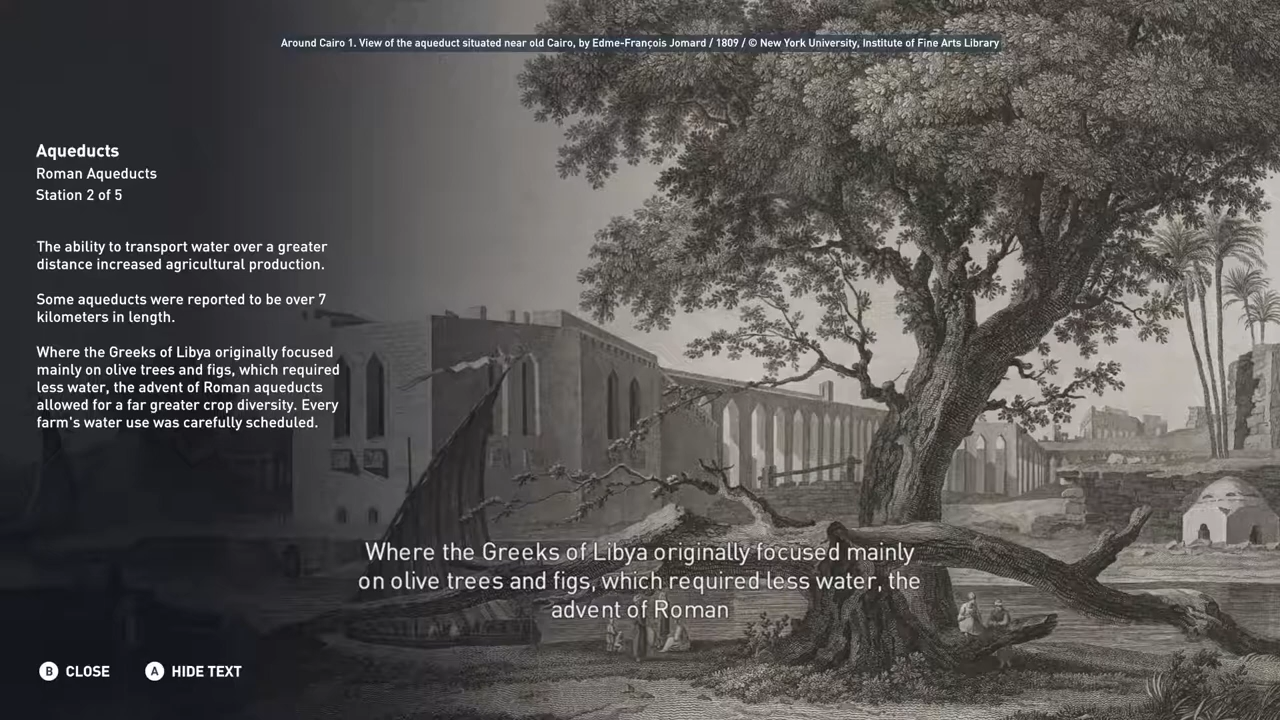 Around Cairo 1. View of the aqueduct situated near old Cairo, by Edme-François Jomard / 1809 / © New York University, Institute of Fine Arts Library
Aqueducts
Roman Aqueducts
Station 2 of 5
The ability to transport water over a greater
distance increased agricultural production.
Some aqueducts were reported to be over 7
kilometers in length.
Where the Greeks of Libya originally focused
mainly on olive trees and figs, which required
less water, the advent of Roman aqueducts
allowed for a far greater crop diversity. Every
farm's water use was carefully scheduled.
Where the Greeks of Libya originally focused mainly
on olive trees and figs, which required less water, the
advent of Roman
B CLOSE A HIDE TEXT